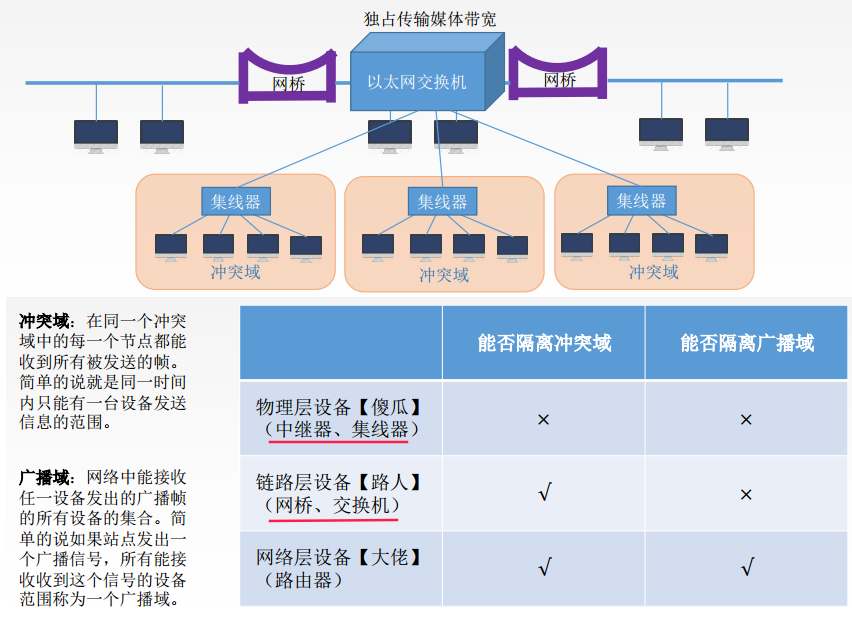 独占传输媒体带宽
网桥
以太网交换机
网桥
集线器
集线器
集线器
冲突域
冲突域
冲突域
冲突域：在同一个冲突
域中的每一个节点都能
收到所有被发送的帧。
简单的说就是同一时间
内只能有一台设备发送
信息的范围。
广播域：网络中能接收
任一设备发出的广播帧
的所有设备的集合。简
单的说如果站点发出一
个广播信号，所有能接
收收到这个信号的设备
范围称为一个广播域。
能否隔离冲突域 能否隔离广播域
物理层设备【傻瓜】
（中继器、集线器）
× ×
链路层设备【路人】
（网桥、交换机）
√ ×
网络层设备【大佬】
（路由器）
√ √